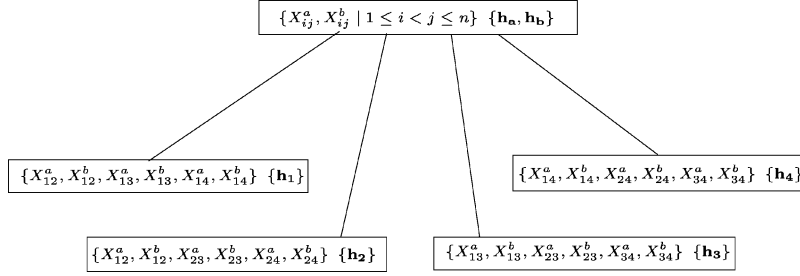 {X^a_{ij}, X^b_{ij} | 1 ≤ i < j ≤ n} {h_a, h_b}
{X^a_{12}, X^b_{12}, X^a_{13}, X^b_{13}, X^a_{14}, X^b_{14}} {h_1}
{X^a_{14}, X^b_{14}, X^a_{24}, X^b_{24}, X^a_{34}, X^b_{34}} {h_4}
{X^a_{12}, X^b_{12}, X^a_{23}, X^b_{23}, X^a_{24}, X^b_{24}} {h_2}
{X^a_{13}, X^b_{13}, X^a_{23}, X^b_{23}, X^a_{34}, X^b_{34}} {h_3}